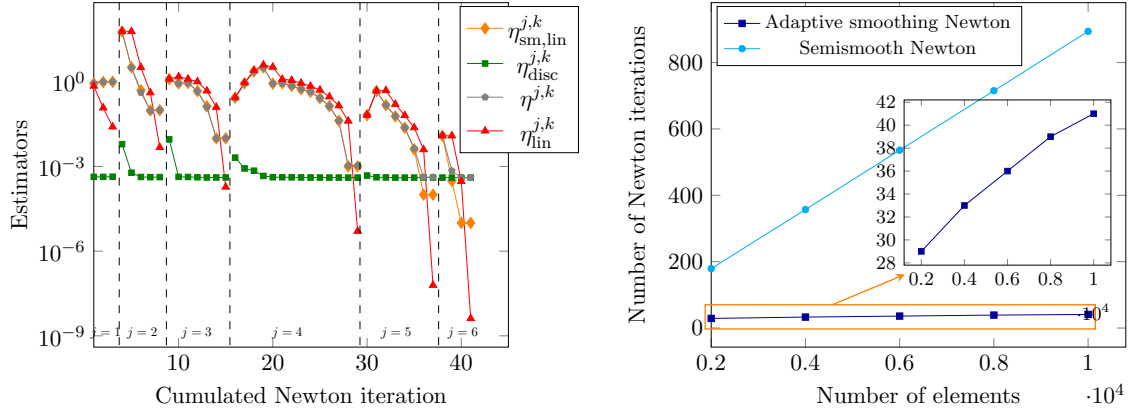 10^0
10^{-3}
10^{-6}
10^{-9}
Estimators
j = 1
j = 2
j = 3
j = 4
j = 5
j = 6
10
20
30
40
Cumulated Newton iteration
η_{sm,lin}^{j,k}
η_{disc}^{j,k}
η^{j,k}
η_{lin}^{j,k}
Adaptive smoothing Newton
Semismooth Newton
800
600
400
200
0
Number of Newton iterations
0.2
0.4
0.6
0.8
1
Number of elements
·10^4
42
40
38
36
34
32
30
28
0.2
0.4
0.6
0.8
1
·10^4